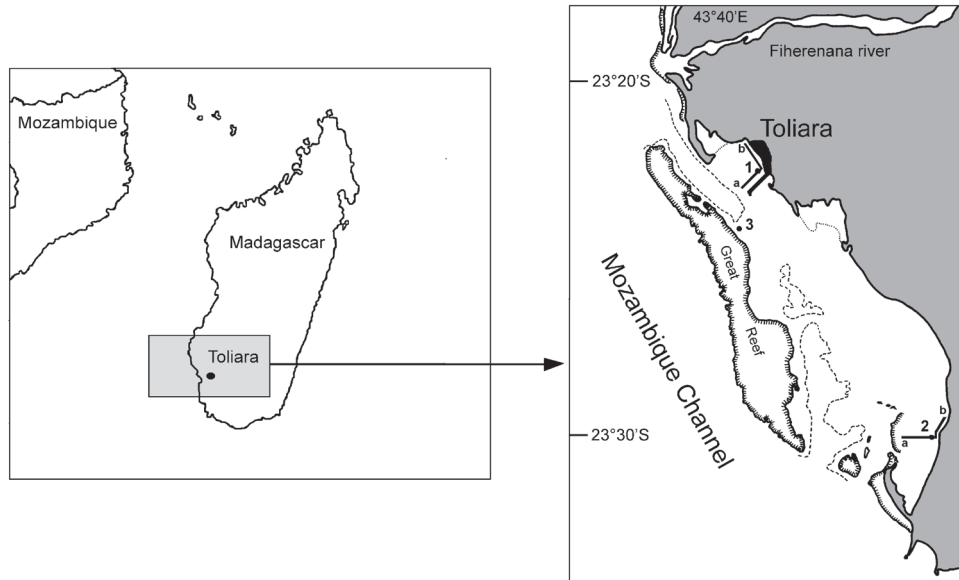 Mozambique
Madagascar
Toliara
43°40'E
Fiherenana river
23°20'S
Toliara
b
1
a
3
Great
Reef
Mozambique Channel
b
2
a
23°30'S